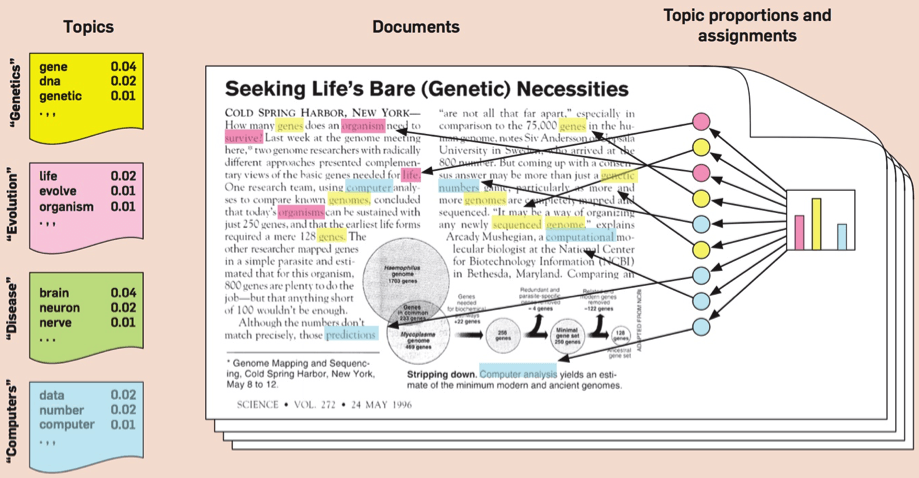 Topics
Documents
Topic proportions and
assignments
"Genetics"
gene 0.04
dna 0.02
genetic 0.01
. , ,
"Evolution"
life 0.02
evolve 0.01
organism 0.01
. , ,
"Disease"
brain 0.04
neuron 0.02
nerve 0.01
. . .
"Computers"
data 0.02
number 0.02
computer 0.01
. , ,
Seeking Life's Bare (Genetic) Necessities
COLD SPRING HARBOR, NEW YORK—
How many genes does an organism need to
survive? Last week at the genome meeting
here,* two genome researchers with radically
different approaches presented complemen-
tary views of the basic genes needed for life.
One research team, using computer analy-
ses to compare known genomes, concluded
that today's organisms can be sustained with
just 250 genes, and that the earliest life forms
required a mere 128 genes. The
other researcher mapped genes
in a simple parasite and esti-
mated that for this organism,
800 genes are plenty to do the
job—but that anything short
of 100 wouldn't be enough.
Although the numbers don't
match precisely, those predictions
* Genome Mapping and Sequenc-
ing, Cold Spring Harbor, New York,
May 8 to 12.
"are not all that far apart," especially in
comparison to the 75,000 genes in the hu-
man genome, notes Siv Andersson of Uppsala
University in Sweden, who arrived at the
800 number. But coming up with a consen-
sus answer may be more than just a genetic
numbers game, particularly as more and
more genomes are completely mapped and
sequenced. "It may be a way of organizing
any newly sequenced genome," explains
Arcady Mushegian, a computational mo-
lecular biologist at the National Center
for Biotechnology Information (NCBI)
in Bethesda, Maryland. Comparing an
Haemophilus
genome
1703 genes
Genes
in common
233 genes
Mycoplasma
genome
469 genes
Genes
needed
for biochemical
+22 genes
256
genes
Redundant and
parasite-specific
genes removed
– 4 genes
Minimal
gene set
250 genes
Related and
modern genes
removed
–122 genes
128
genes
Ancestral
gene set
ADAPTED FROM NCBI
Stripping down. Computer analysis yields an esti-
mate of the minimum modern and ancient genomes.
SCIENCE • VOL. 272 • 24 MAY 1996